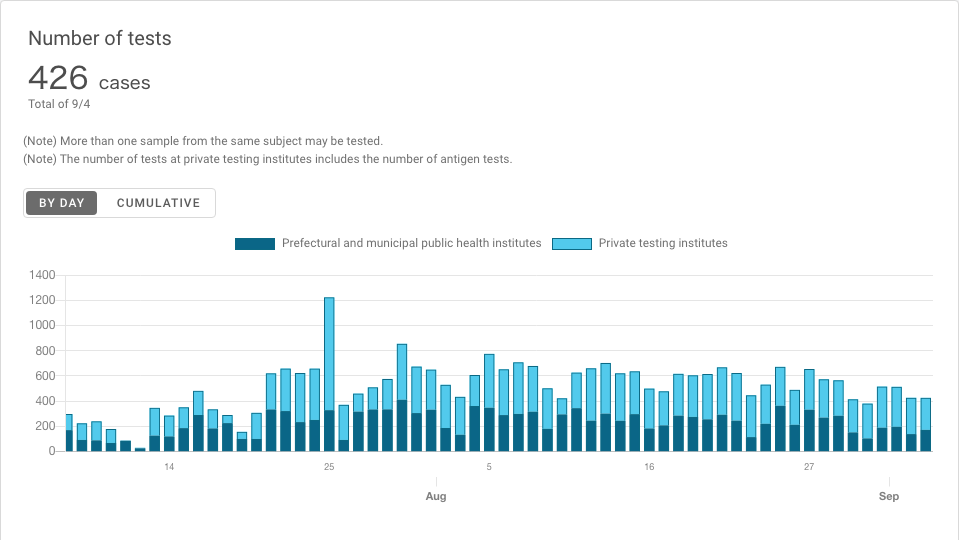 Number of tests
426 cases
Total of 9/4
(Note) More than one sample from the same subject may be tested.
(Note) The number of tests at private testing institutes includes the number of antigen tests.
BY DAY CUMULATIVE
Prefectural and municipal public health institutes Private testing institutes
1400
1200
1000
800
600
400
200
0
14 25 5 16 27
Aug Sep